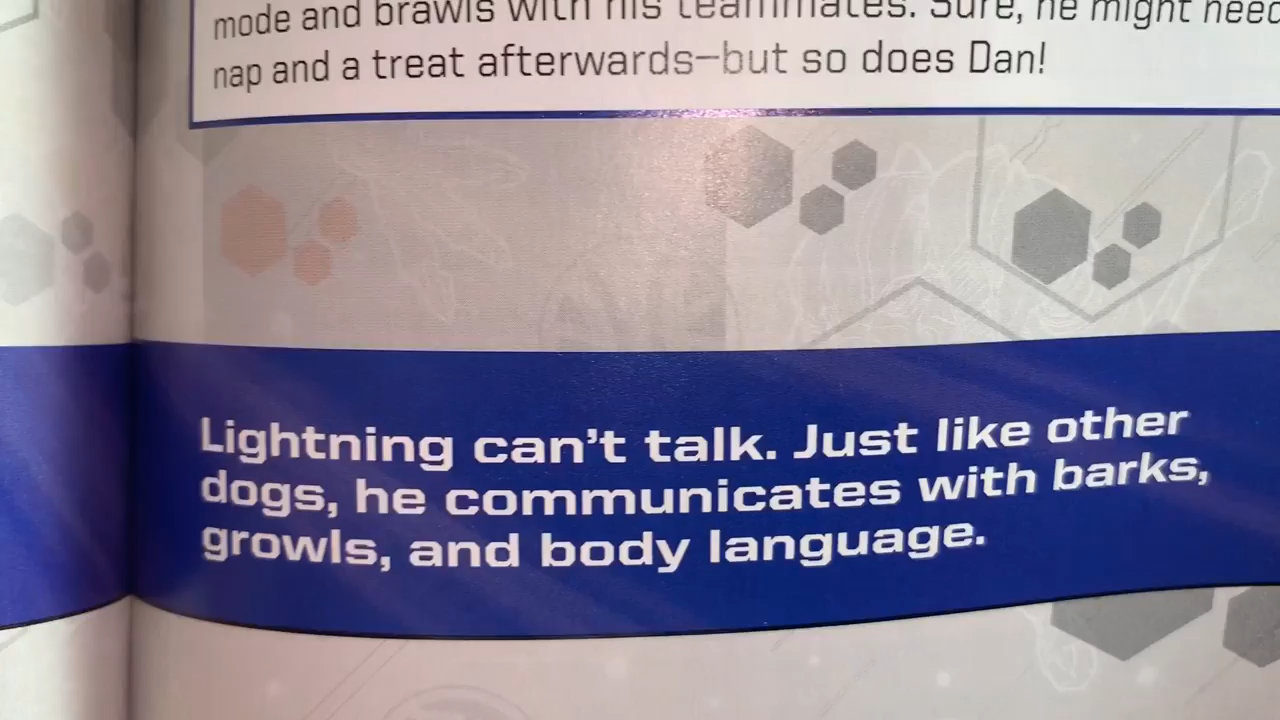 mode and brawls with his teammates. Sure, he might need
nap and a treat afterwards—but so does Dan!
Lightning can't talk. Just like other
dogs, he communicates with barks,
growls, and body language.